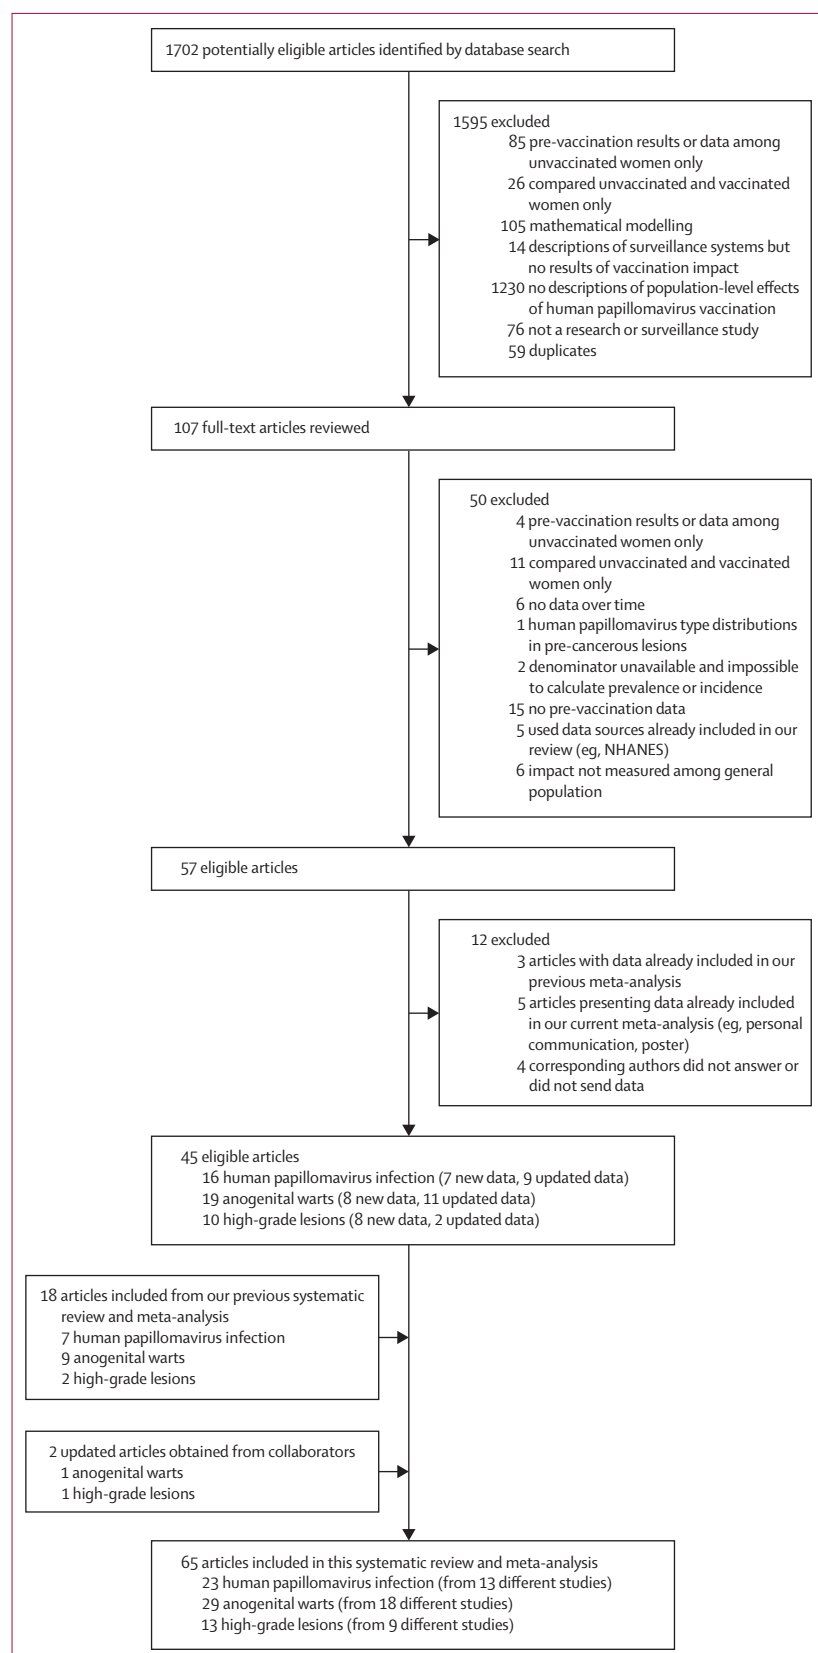 1702 potentially eligible articles identified by database search
1595 excluded
85 pre-vaccination results or data among
unvaccinated women only
26 compared unvaccinated and vaccinated
women only
105 mathematical modelling
14 descriptions of surveillance systems but
no results of vaccination impact
1230 no descriptions of population-level effects
of human papillomavirus vaccination
76 not a research or surveillance study
59 duplicates
107 full-text articles reviewed
50 excluded
4 pre-vaccination results or data among
unvaccinated women only
11 compared unvaccinated and vaccinated
women only
6 no data over time
1 human papillomavirus type distributions
in pre-cancerous lesions
2 denominator unavailable and impossible
to calculate prevalence or incidence
15 no pre-vaccination data
5 used data sources already included in our
review (eg, NHANES)
6 impact not measured among general
population
57 eligible articles
12 excluded
3 articles with data already included in our
previous meta-analysis
5 articles presenting data already included
in our current meta-analysis (eg, personal
communication, poster)
4 corresponding authors did not answer or
did not send data
45 eligible articles
16 human papillomavirus infection (7 new data, 9 updated data)
19 anogenital warts (8 new data, 11 updated data)
10 high-grade lesions (8 new data, 2 updated data)
18 articles included from our previous systematic
review and meta-analysis
7 human papillomavirus infection
9 anogenital warts
2 high-grade lesions
2 updated articles obtained from collaborators
1 anogenital warts
1 high-grade lesions
65 articles included in this systematic review and meta-analysis
23 human papillomavirus infection (from 13 different studies)
29 anogenital warts (from 18 different studies)
13 high-grade lesions (from 9 different studies)